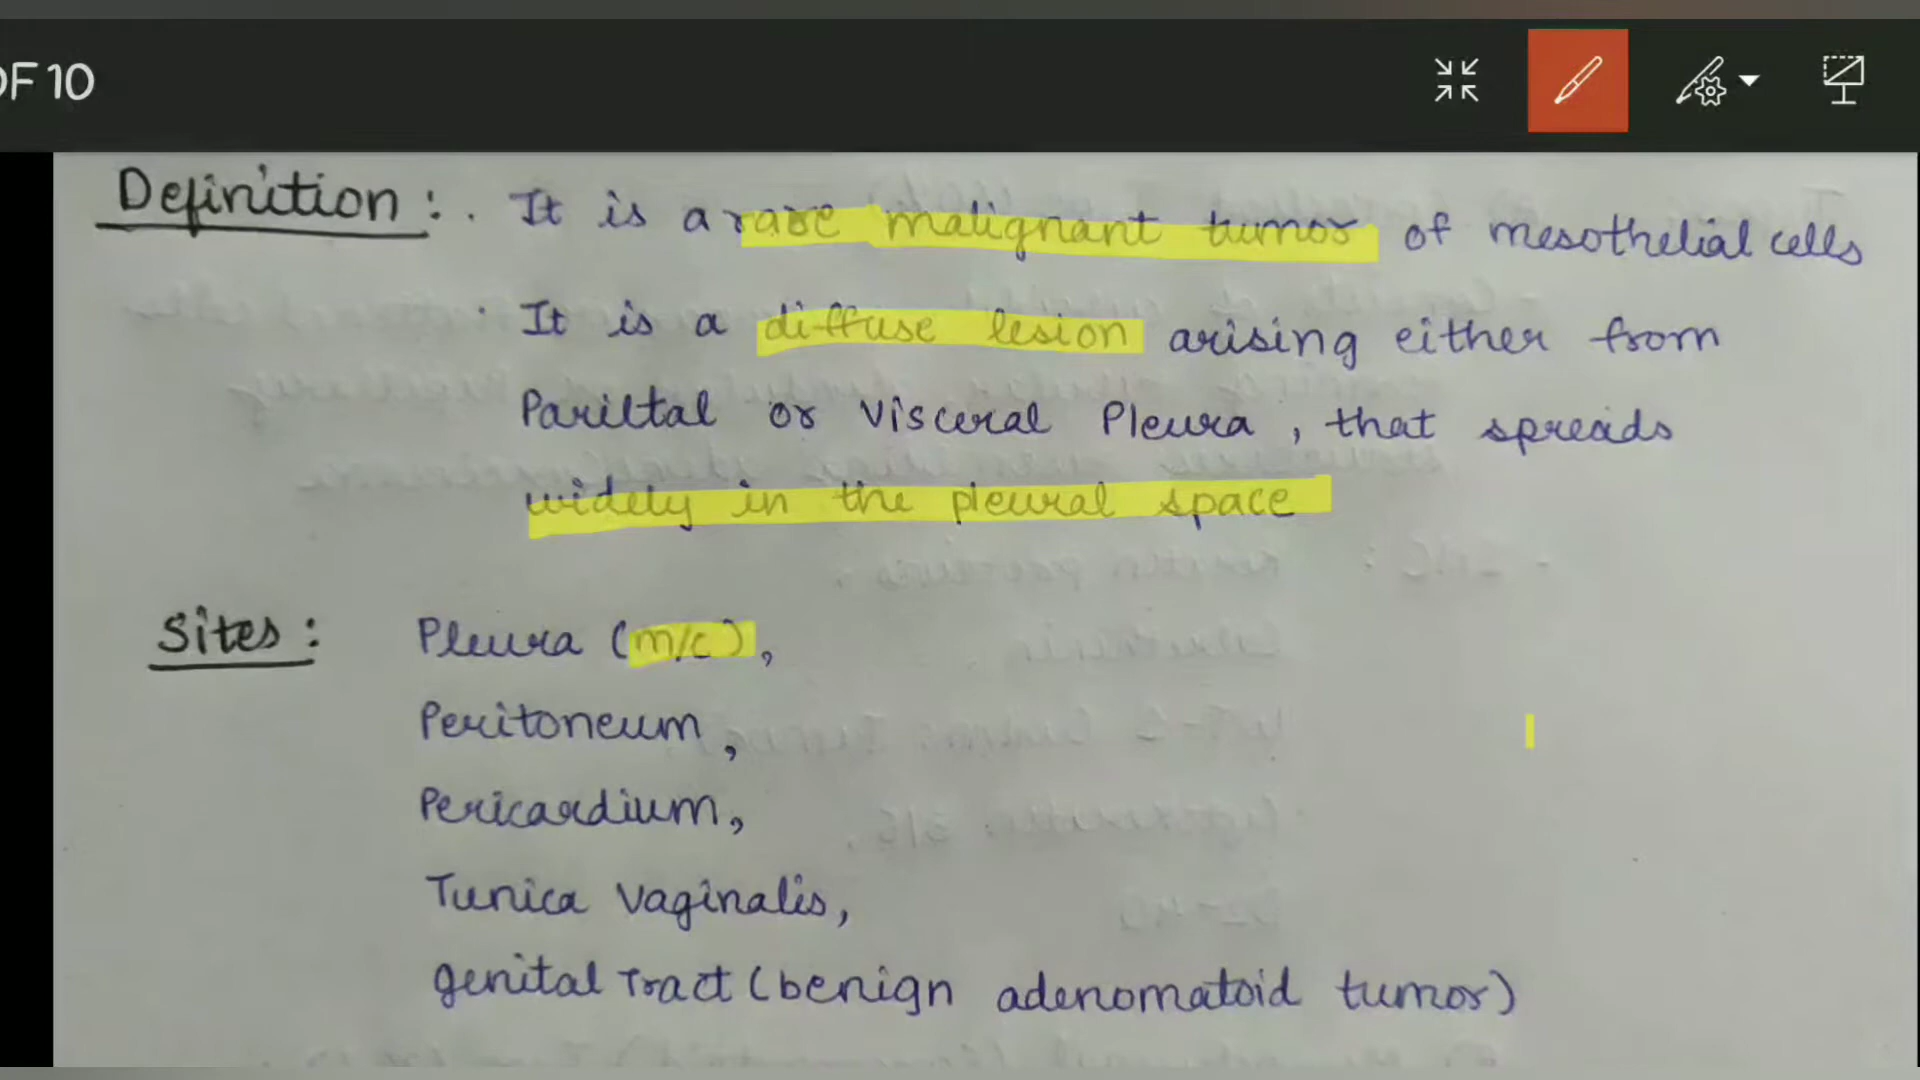 OF 10
Definition: . It is a rare malignant tumor of mesothelial cells
. It is a diffuse lesion arising either from
Parietal or Visceral Pleura, that spreads
widely in the pleural space
Sites: Pleura (m/c),
Peritoneum,
Pericardium,
Tunica Vaginalis,
genital Tract (benign adenomatoid tumor)